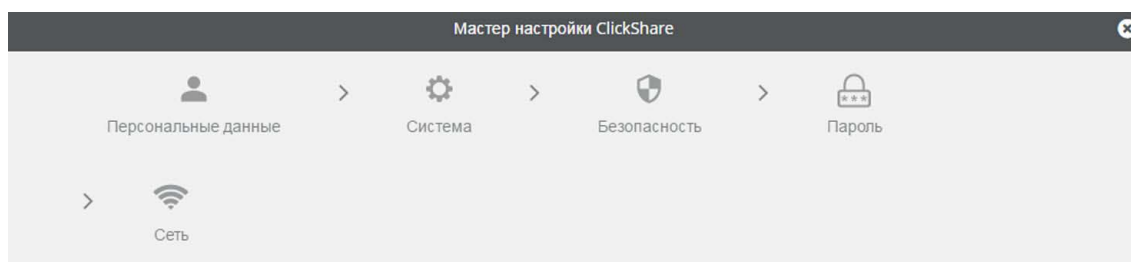 Мастер настройки ClickShare
Персональные данные > Система > Безопасность > Пароль
> Сеть